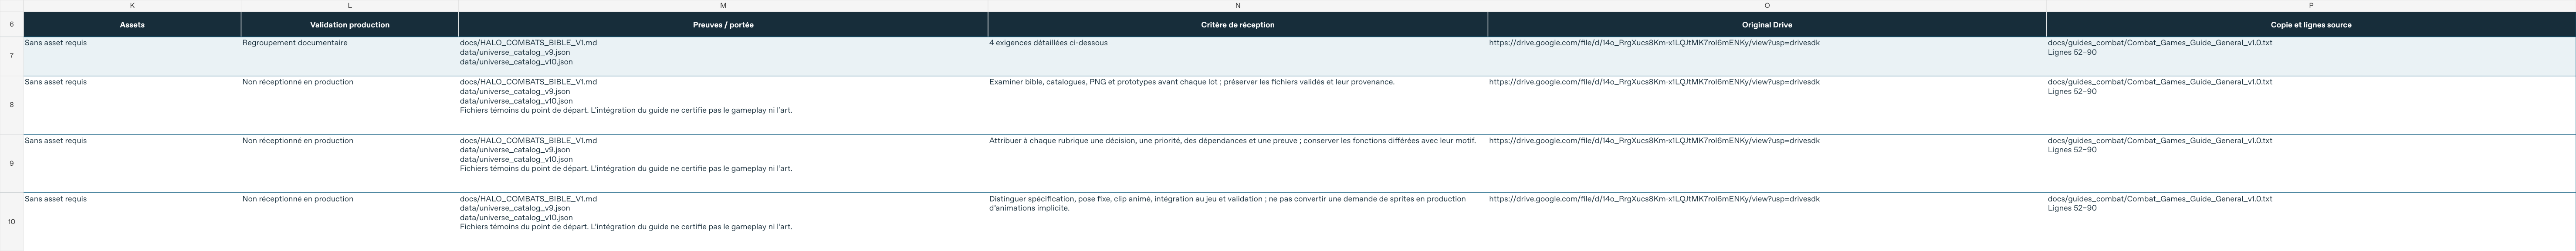 K L M N O P
6 Assets Validation production Preuves / portée Critère de réception Original Drive Copie et lignes source
7 Sans asset requis Regroupement documentaire docs/HALO_COMBATS_BIBLE_V1.md 4 exigences détaillées ci-dessous https://drive.google.com/file/d/14o_RrgXucs8Km-x1LQJtMK7rol6mENKy/view?usp=drivesdk docs/guides_combat/Combat_Games_Guide_General_v1.0.txt
data/universe_catalog_v9.json Lignes 52–90
data/universe_catalog_v10.json
8 Sans asset requis Non réceptionné en production docs/HALO_COMBATS_BIBLE_V1.md Examiner bible, catalogues, PNG et prototypes avant chaque lot ; préserver les fichiers validés et leur provenance. https://drive.google.com/file/d/14o_RrgXucs8Km-x1LQJtMK7rol6mENKy/view?usp=drivesdk docs/guides_combat/Combat_Games_Guide_General_v1.0.txt
data/universe_catalog_v9.json Lignes 52–90
data/universe_catalog_v10.json
Fichiers témoins du point de départ. L’intégration du guide ne certifie pas le gameplay ni l’art.
9 Sans asset requis Non réceptionné en production docs/HALO_COMBATS_BIBLE_V1.md Attribuer à chaque rubrique une décision, une priorité, des dépendances et une preuve ; conserver les fonctions différées avec leur motif. https://drive.google.com/file/d/14o_RrgXucs8Km-x1LQJtMK7rol6mENKy/view?usp=drivesdk docs/guides_combat/Combat_Games_Guide_General_v1.0.txt
data/universe_catalog_v9.json Lignes 52–90
data/universe_catalog_v10.json
Fichiers témoins du point de départ. L’intégration du guide ne certifie pas le gameplay ni l’art.
10 Sans asset requis Non réceptionné en production docs/HALO_COMBATS_BIBLE_V1.md Distinguer spécification, pose fixe, clip animé, intégration au jeu et validation ; ne pas convertir une demande de sprites en production https://drive.google.com/file/d/14o_RrgXucs8Km-x1LQJtMK7rol6mENKy/view?usp=drivesdk docs/guides_combat/Combat_Games_Guide_General_v1.0.txt
data/universe_catalog_v9.json d’animations implicite. Lignes 52–90
data/universe_catalog_v10.json
Fichiers témoins du point de départ. L’intégration du guide ne certifie pas le gameplay ni l’art.